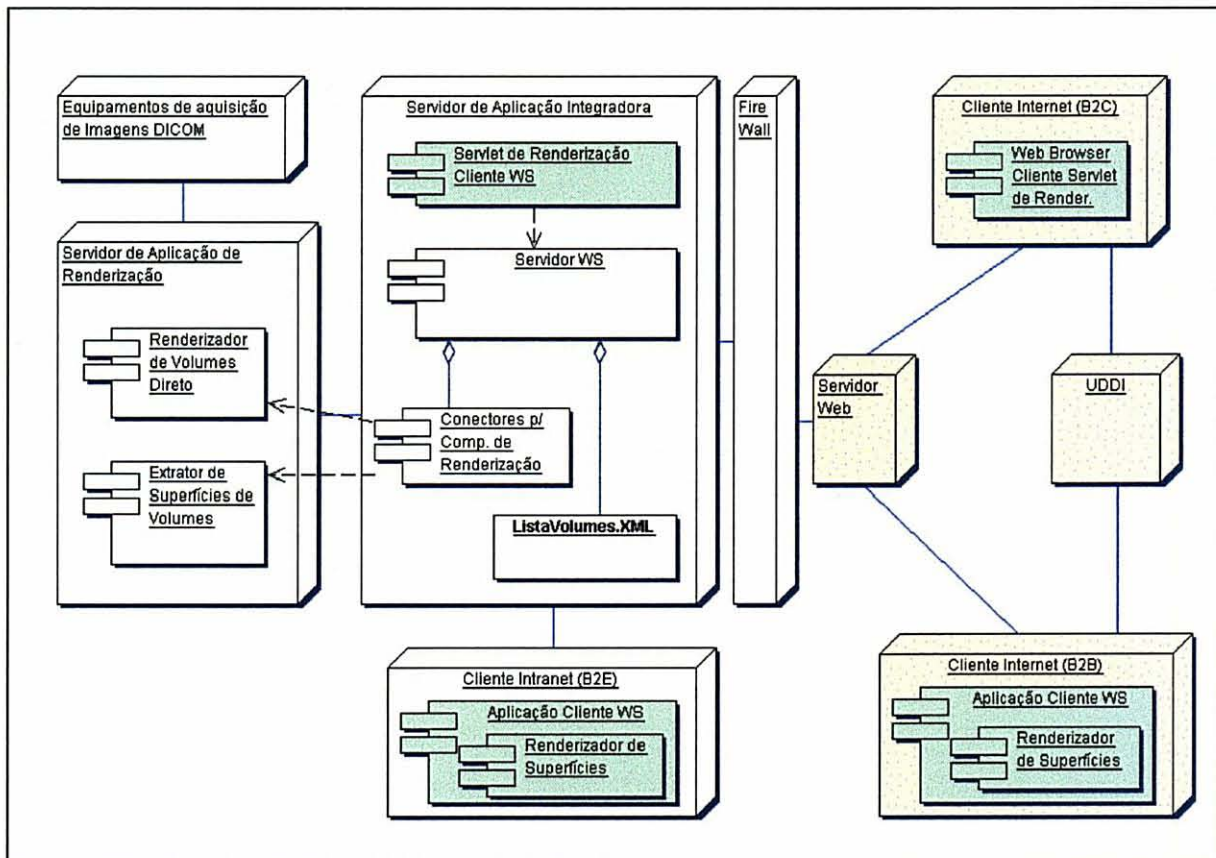 Equipamentos de aquisição
de Imagens DICOM
Servidor de Aplicação Integradora
Servlet de Renderização
Cliente WS
Servidor WS
Conectores p/
Comp. de
Renderização
ListaVolumes.XML
Servidor de Aplicação de
Renderização
Renderizador
de Volumes
Direto
Extrator de
Superfícies de
Volumes
Fire
Wall
Cliente Internet (B2C)
Web Browser
Cliente Servlet
de Render.
Servidor
Web
UDDI
Cliente Intranet (B2E)
Aplicação Cliente WS
Renderizador de
Superfícies
Cliente Internet (B2B)
Aplicação Cliente WS
Renderizador
de Superfícies